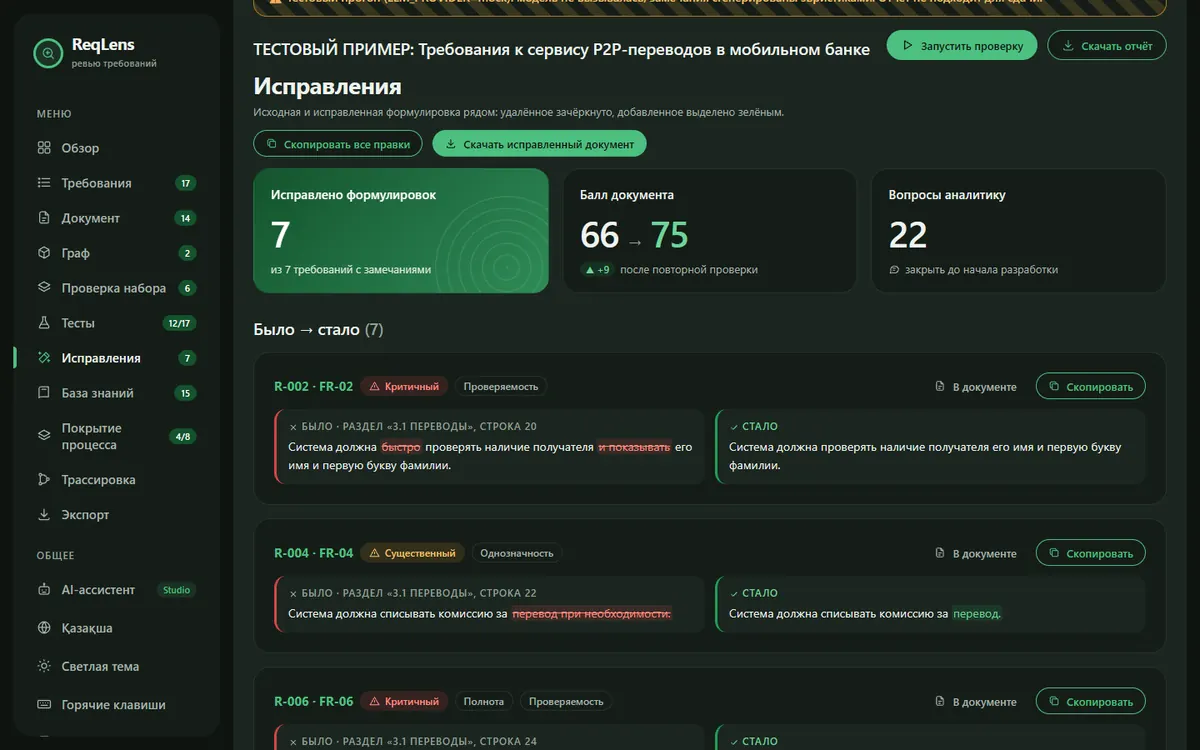 ReqLens
ревью требований
МЕНЮ
Обзор
Требования 17
Документ 14
Граф 2
Проверка набора 6
Тесты 12/17
Исправления 7
База знаний 15
Покрытие
процесса 4/8
Трассировка
Экспорт
ОБЩЕЕ
AI-ассистент Studio
Қазақша
Светлая тема
Горячие клавиши
ТЕСТОВЫЙ ПРИМЕР: Требования к сервису P2P-переводов в мобильном банке
Запустить проверку
Скачать отчёт
Исправления
Исходная и исправленная формулировка рядом: удалённое зачёркнуто, добавленное выделено зелёным.
Скопировать все правки
Скачать исправленный документ
Исправлено формулировок
7
из 7 требований с замечаниями
Балл документа
66 → 75
▲ +9 после повторной проверки
Вопросы аналитику
22
закрыть до начала разработки
Было → стало (7)
R-002 · FR-02 Критичный Проверяемость В документе Скопировать
× БЫЛО · РАЗДЕЛ «3.1 ПЕРЕВОДЫ», СТРОКА 20
Система должна быстро проверять наличие получателя и показывать его
имя и первую букву фамилии.
✓ СТАЛО
Система должна проверять наличие получателя его имя и первую букву
фамилии.
R-004 · FR-04 Существенный Однозначность В документе Скопировать
× БЫЛО · РАЗДЕЛ «3.1 ПЕРЕВОДЫ», СТРОКА 22
Система должна списывать комиссию за перевод при необходимости.
✓ СТАЛО
Система должна списывать комиссию за перевод.
R-006 · FR-06 Критичный Полнота Проверяемость В документе Скопировать
× БЫЛО · РАЗДЕЛ «3.1 ПЕРЕВОДЫ», СТРОКА 24
✓ СТАЛО